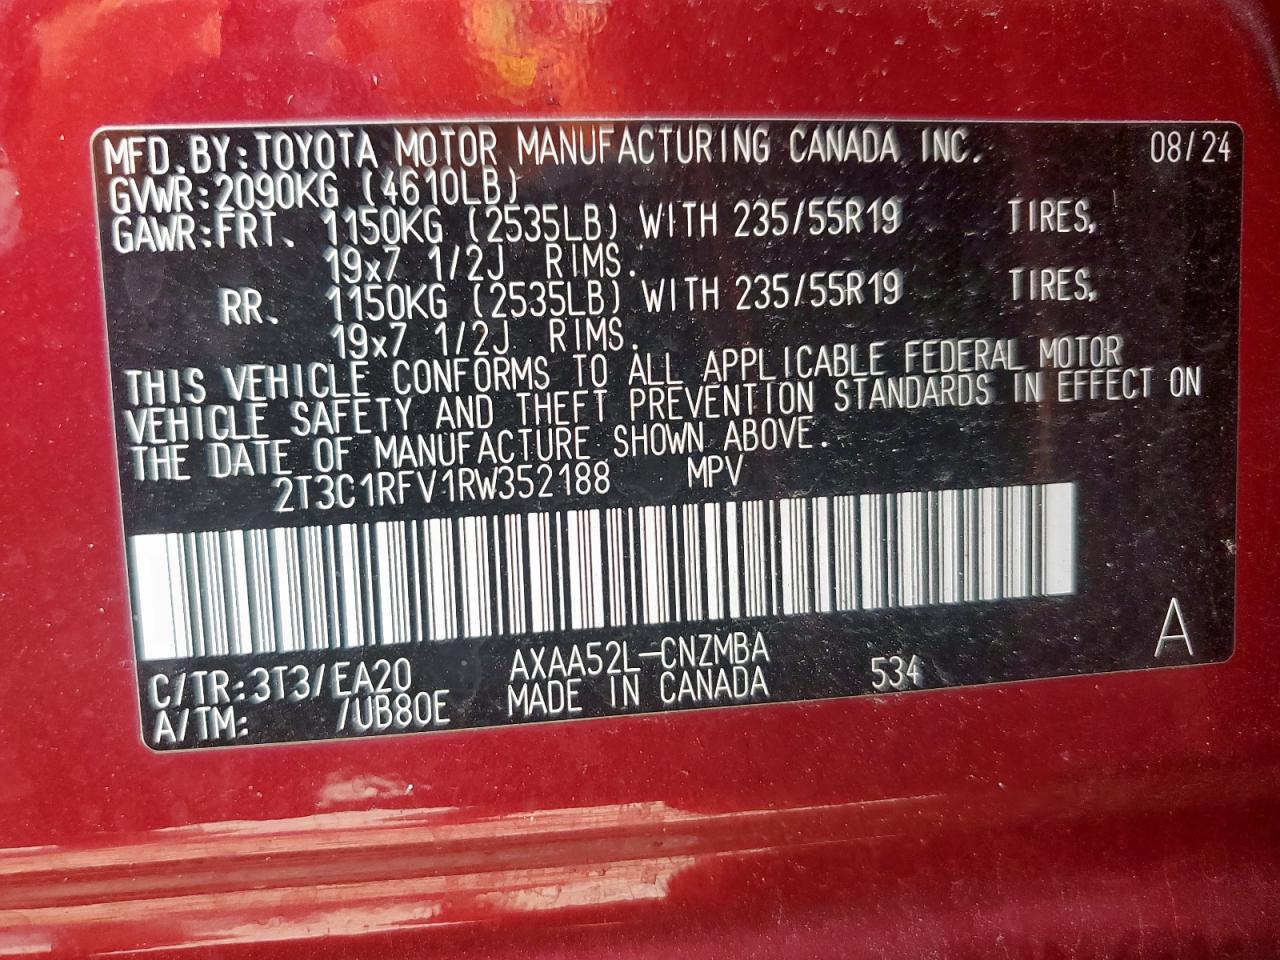 MFD.BY:TOYOTA MOTOR MANUFACTURING CANADA INC. 08/24
GVWR:2090KG (4610LB)
GAWR:FRT. 1150KG (2535LB) WITH 235/55R19 TIRES,
19x7 1/2J RIMS.
RR. 1150KG (2535LB) WITH 235/55R19 TIRES,
19x7 1/2J RIMS.
THIS VEHICLE CONFORMS TO ALL APPLICABLE FEDERAL MOTOR
VEHICLE SAFETY AND THEFT PREVENTION STANDARDS IN EFFECT ON
THE DATE OF MANUFACTURE SHOWN ABOVE.
2T3C1RFV1RW352188 MPV
A
C/TR:3T3/EA20 AXAA52L-CNZMBA
A/TM: /UB80E MADE IN CANADA 534